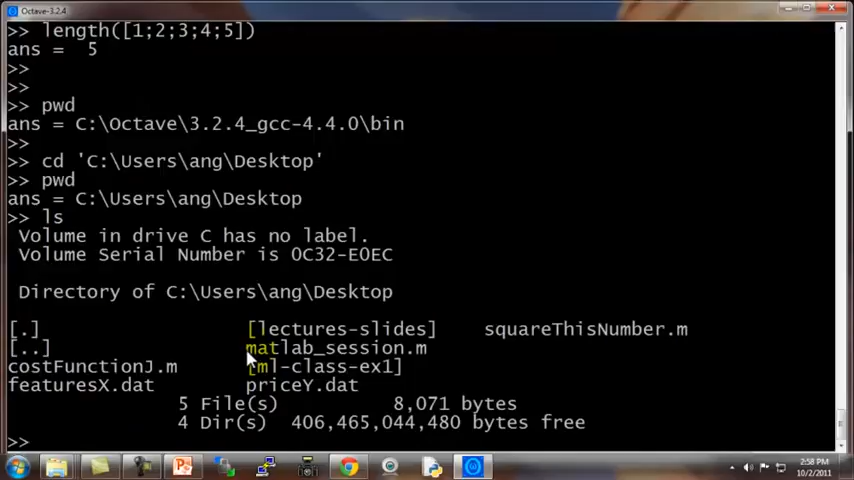 Octave-3.2.4
>> length([1;2;3;4;5])
ans =  5
>>
>>
>> pwd
ans = C:\Octave\3.2.4_gcc-4.4.0\bin
>>
>> cd 'C:\Users\ang\Desktop'
>> pwd
ans = C:\Users\ang\Desktop
>> ls
 Volume in drive C has no label.
 Volume Serial Number is 0C32-E0EC
 Directory of C:\Users\ang\Desktop
[.]                    [lectures-slides]     squareThisNumber.m
[..]                   matlab_session.m
costFunctionJ.m        [ml-class-ex1]
featuresX.dat          priceY.dat
                5 File(s)          8,071 bytes
                4 Dir(s)  406,465,044,480 bytes free
>>
2:58 PM
10/2/2011